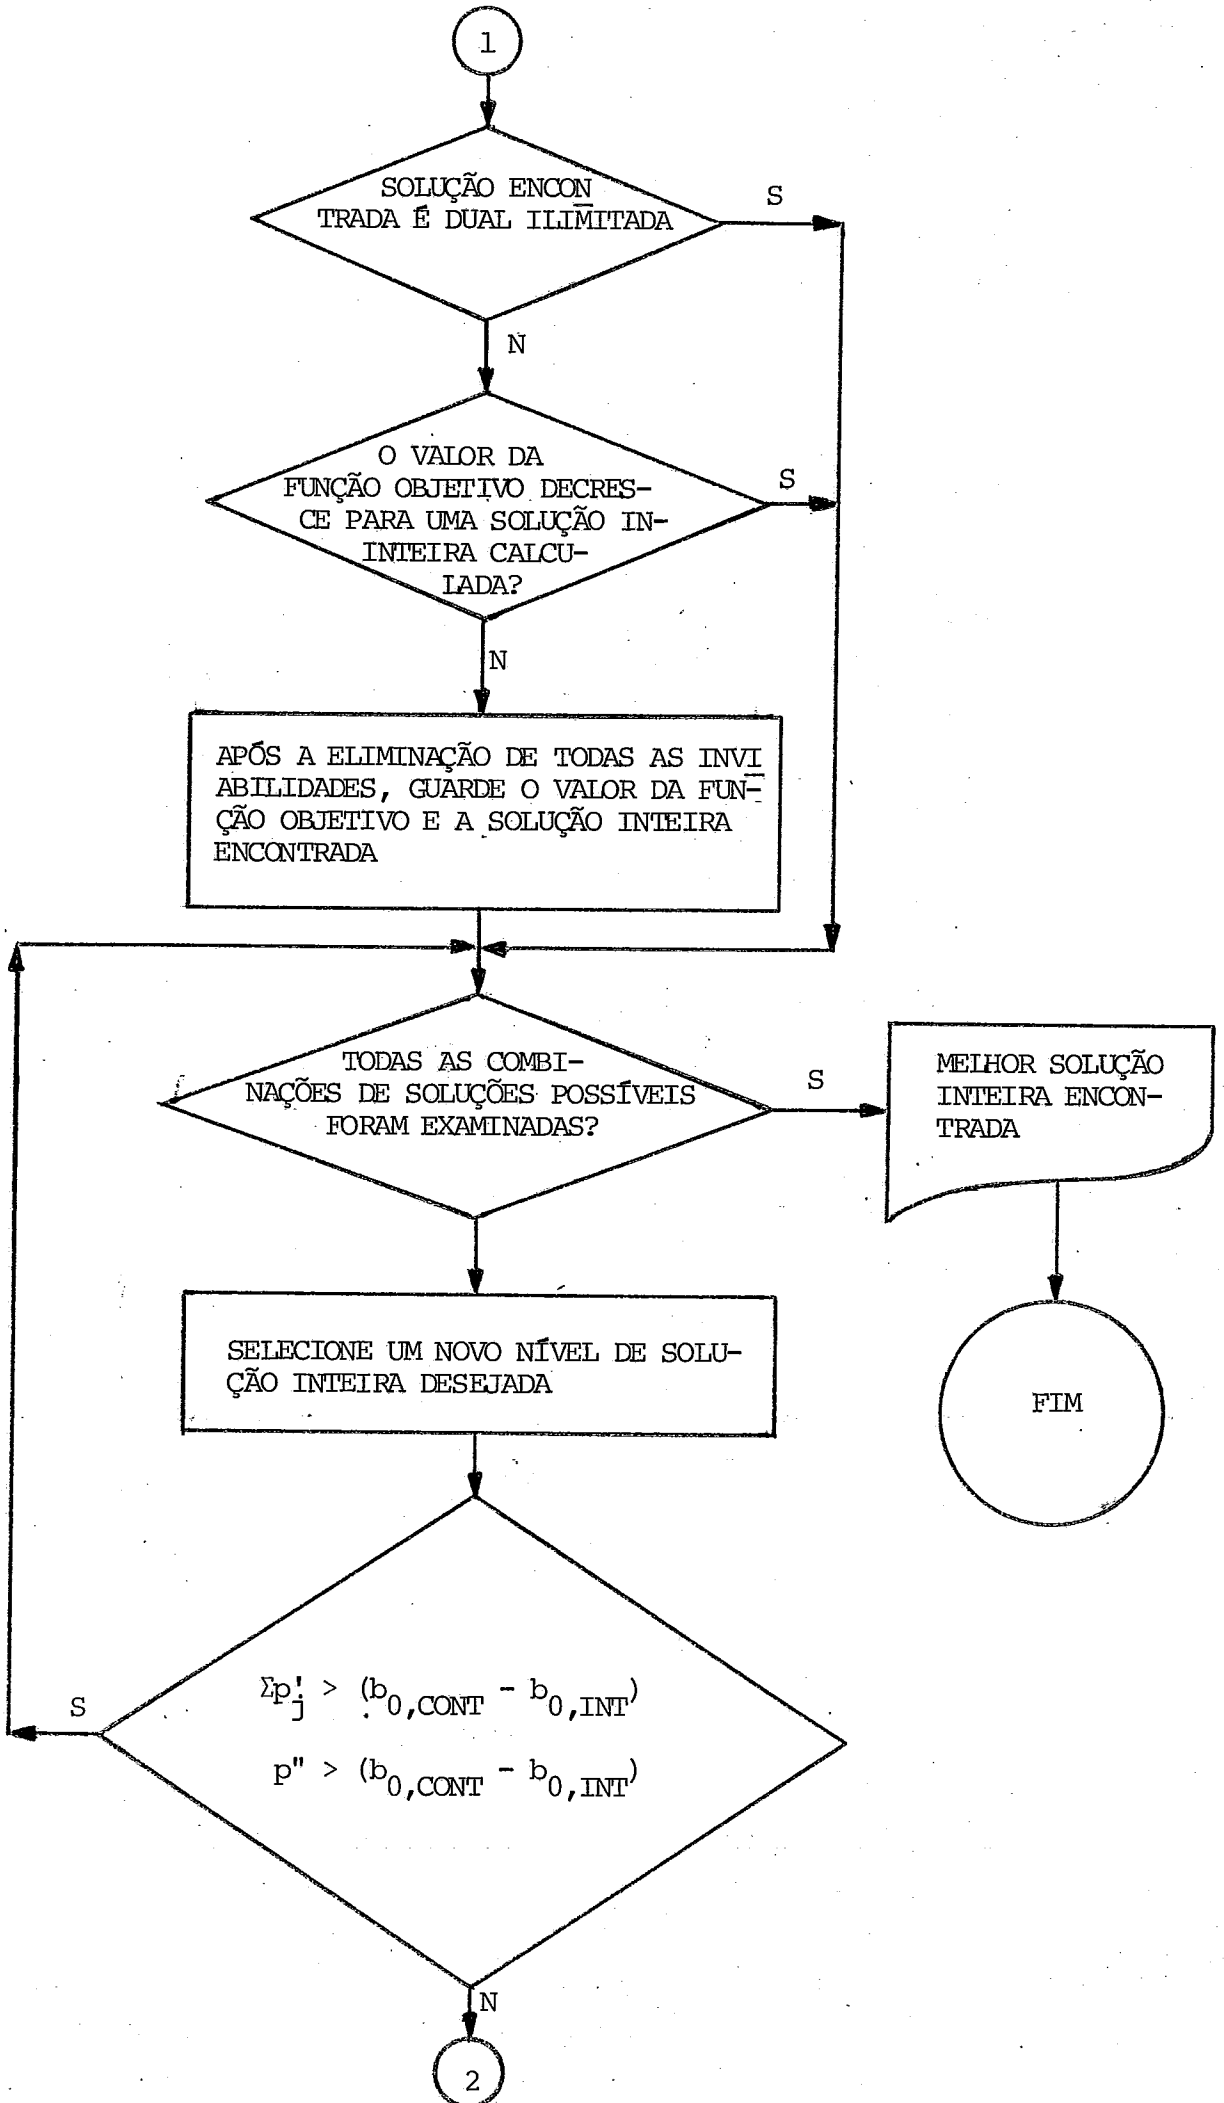 1
SOLUÇÃO ENCON
TRADA É DUAL ILIMITADA
S
N
O VALOR DA
FUNÇÃO OBJETIVO DECRES-
CE PARA UMA SOLUÇÃO IN-
INTEIRA CALCU-
LADA?
S
N
APÓS A ELIMINAÇÃO DE TODAS AS INVI
ABILIDADES, GUARDE O VALOR DA FUN-
ÇÃO OBJETIVO E A SOLUÇÃO INTEIRA
ENCONTRADA
TODAS AS COMBI-
NAÇÕES DE SOLUÇÕES POSSÍVEIS
FORAM EXAMINADAS?
S
MELHOR SOLUÇÃO
INTEIRA ENCON-
TRADA
SELECIONE UM NOVO NÍVEL DE SOLU-
ÇÃO INTEIRA DESEJADA
FIM
Σp'j > (b0,CONT - b0,INT)
S
p" > (b0,CONT - b0,INT)
N
2